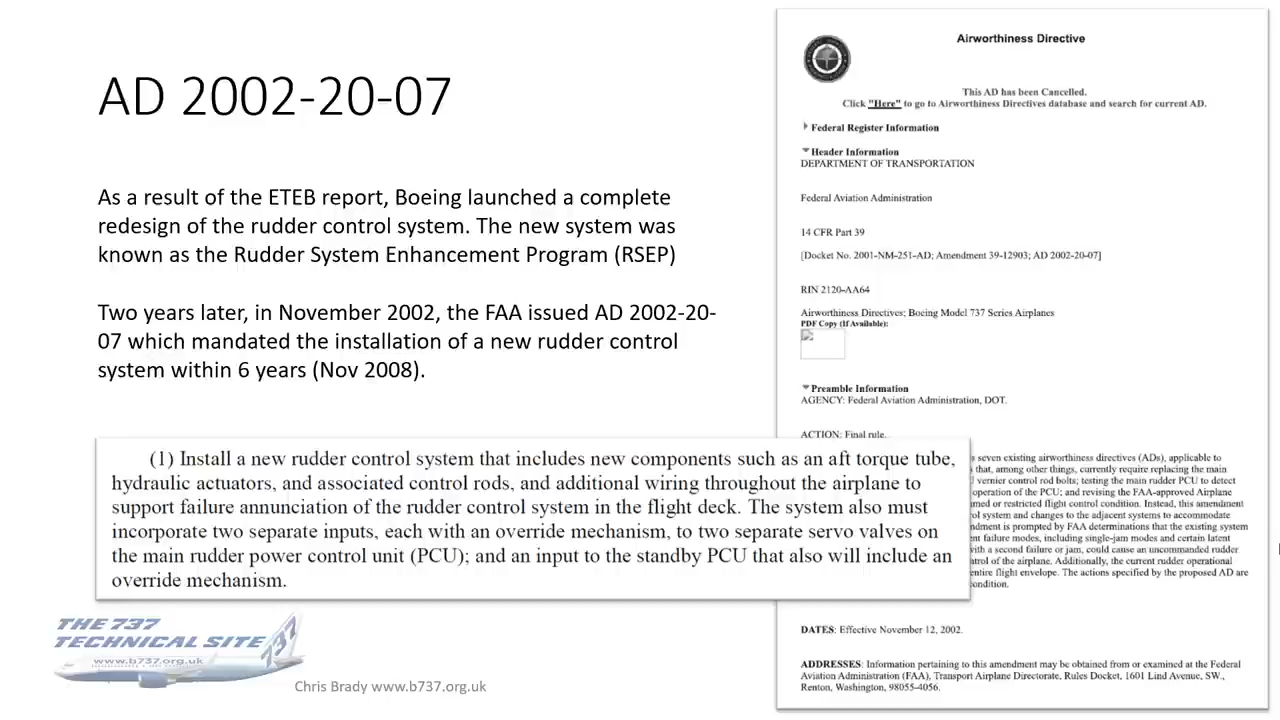 AD 2002-20-07
As a result of the ETEB report, Boeing launched a complete
redesign of the rudder control system. The new system was
known as the Rudder System Enhancement Program (RSEP)
Two years later, in November 2002, the FAA issued AD 2002-20-
07 which mandated the installation of a new rudder control
system within 6 years (Nov 2008).
(1) Install a new rudder control system that includes new components such as an aft torque tube,
hydraulic actuators, and associated control rods, and additional wiring throughout the airplane to
support failure annunciation of the rudder control system in the flight deck. The system also must
incorporate two separate inputs, each with an override mechanism, to two separate servo valves on
the main rudder power control unit (PCU); and an input to the standby PCU that also will include an
override mechanism.
THE 737
TECHNICAL SITE
737
www.b737.org.uk
Chris Brady www.b737.org.uk
Airworthiness Directive
This AD has been Cancelled.
Click "Here" to go to Airworthiness Directives database and search for current AD.
Federal Register Information
Header Information
DEPARTMENT OF TRANSPORTATION
Federal Aviation Administration
14 CFR Part 39
[Docket No. 2001-NM-251-AD; Amendment 39-12903; AD 2002-20-07]
RIN 2120-AA64
Airworthiness Directives; Boeing Model 737 Series Airplanes
PDF Copy (If Available):
Preamble Information
AGENCY: Federal Aviation Administration, DOT.
ACTION: Final rule.
s seven existing airworthiness directives (ADs), applicable to
that, among other things, currently require replacing the main
vernier control rod bolts; testing the main rudder PCU to detect
operation of the PCU; and revising the FAA-approved Airplane
med or restricted flight control condition. Instead, this amendment
ol system and changes to the adjacent systems to accommodate
ndment is prompted by FAA determinations that the existing system
nt failure modes, including single-jam modes and certain latent
with a second failure or jam, could cause an uncommanded rudder
trol of the airplane. Additionally, the current rudder operational
entire flight envelope. The actions specified by the proposed AD are
ondition.
DATES: Effective November 12, 2002.
ADDRESSES: Information pertaining to this amendment may be obtained from or examined at the Federal
Aviation Administration (FAA), Transport Airplane Directorate, Rules Docket, 1601 Lind Avenue, SW.,
Renton, Washington, 98055-4056.